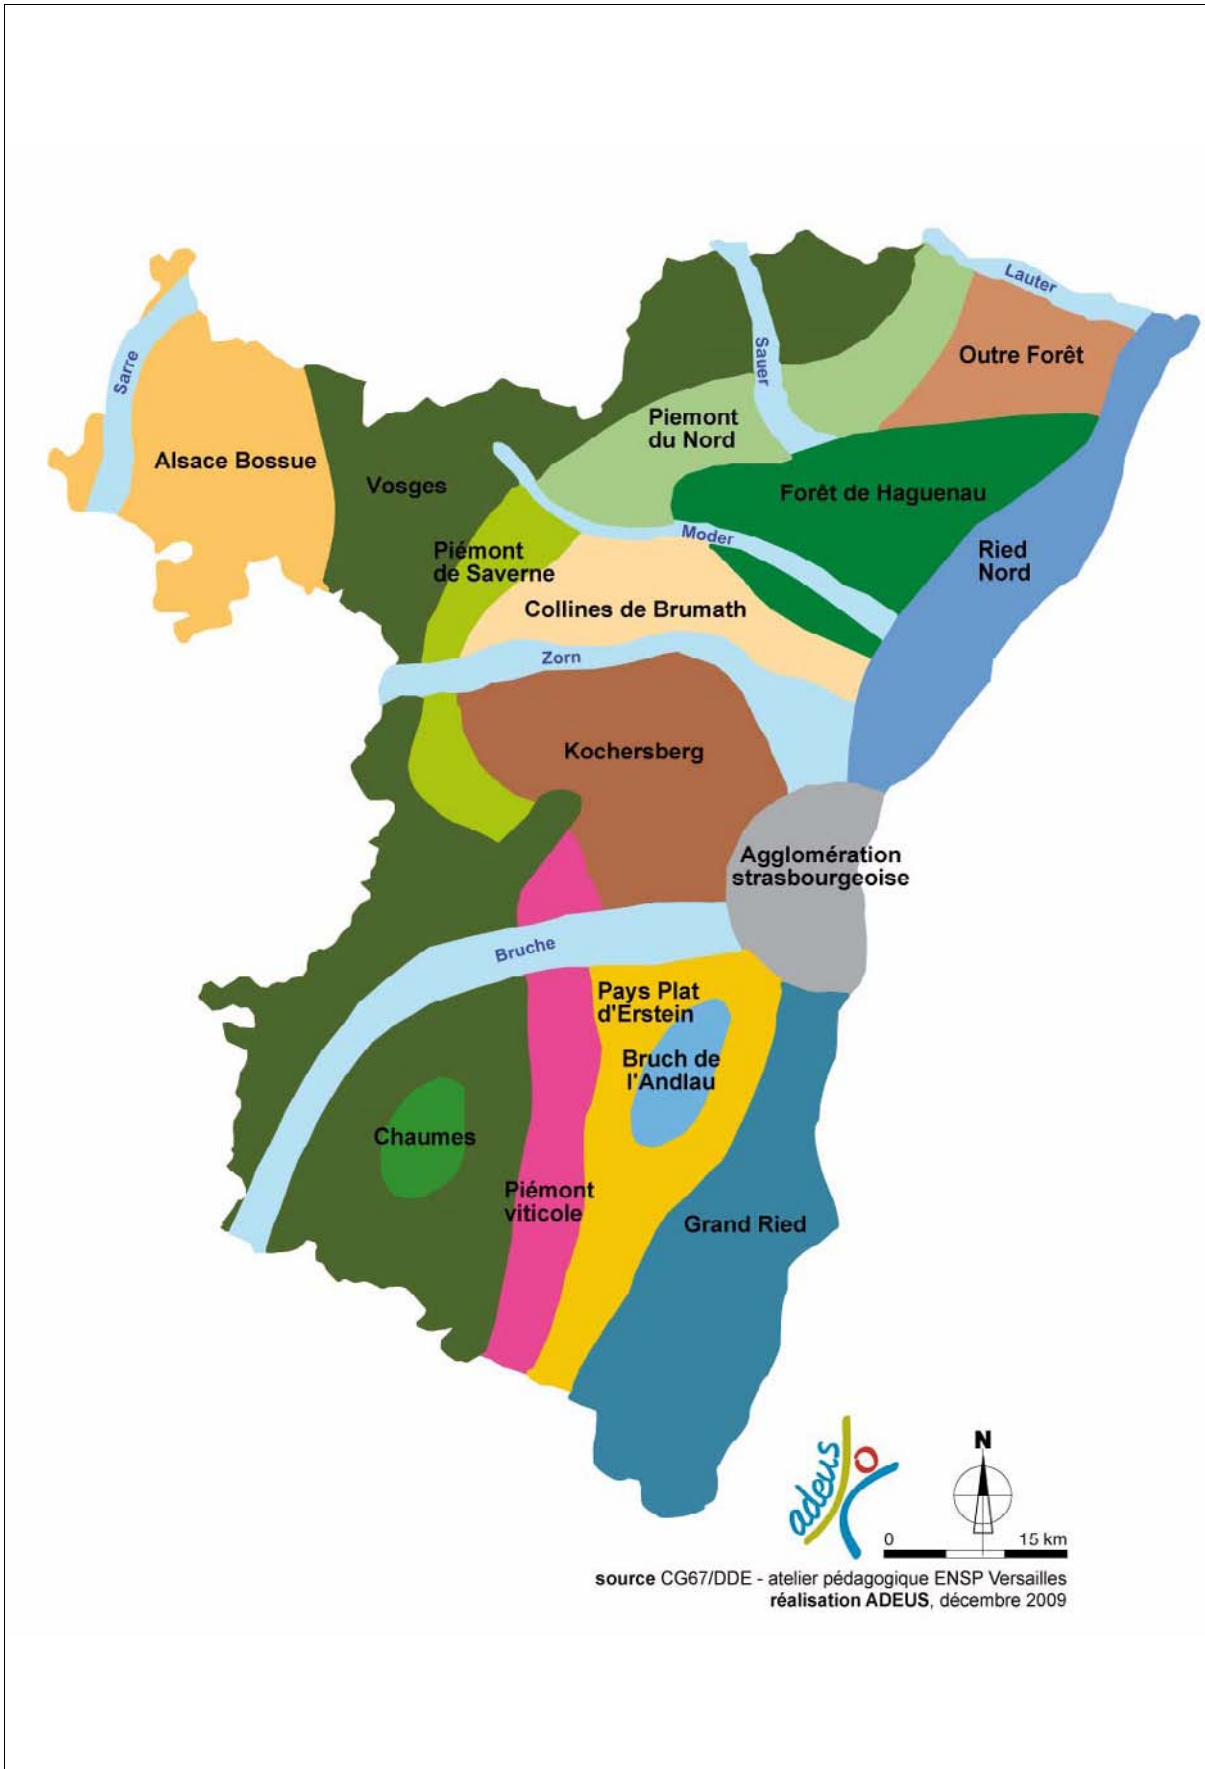 Lauter
Sarre
Sauer
Outre Forêt
Piemont
du Nord
Alsace Bossue
Vosges
Forêt de Haguenau
Moder
Ried
Nord
Piémont
de Saverne
Collines de Brumath
Zorn
Kochersberg
Agglomération
strasbourgeoise
Bruche
Pays Plat
d'Erstein
Bruch de
l'Andlau
Chaumes
Piémont
viticole
Grand Ried
adeus
N
0 15 km
source CG67/DDE - atelier pédagogique ENSP Versailles
réalisation ADEUS, décembre 2009